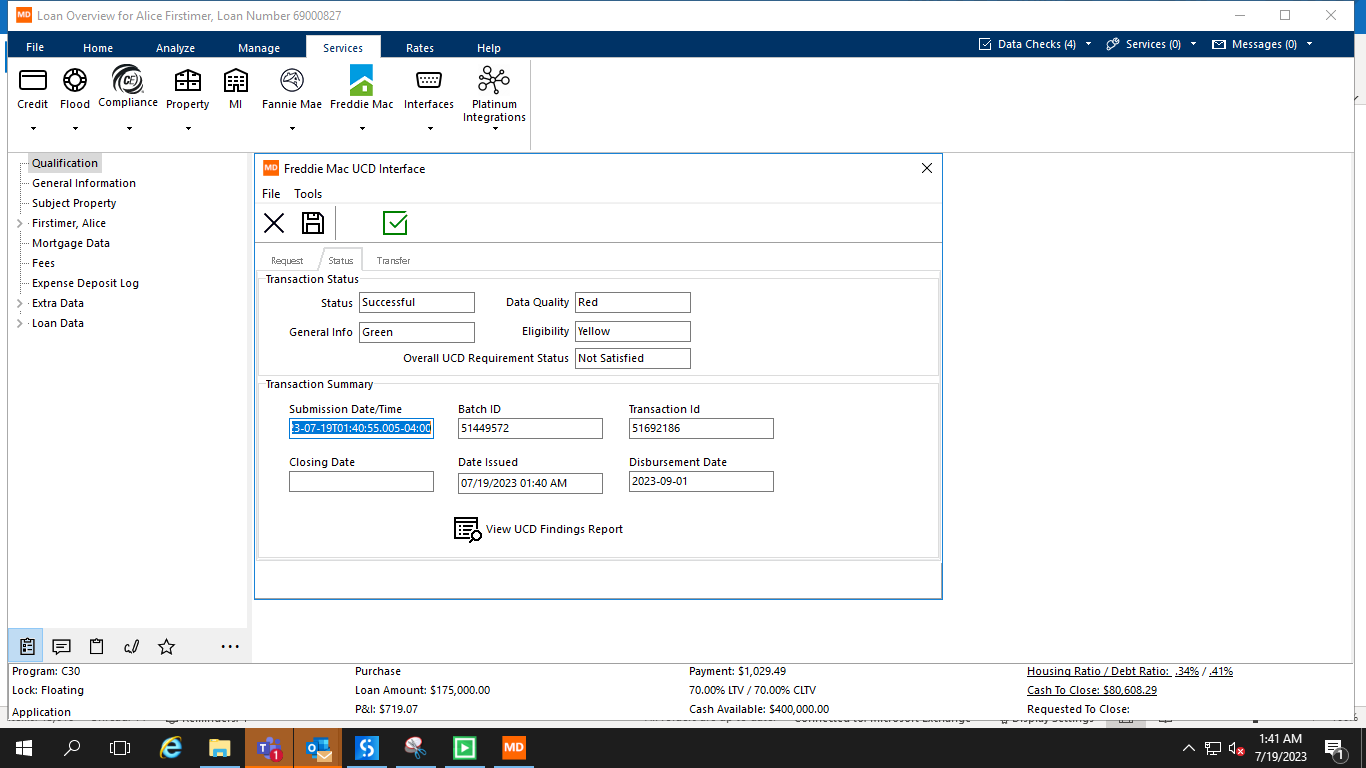 MD Loan Overview for Alice Firstimer, Loan Number 69000827
File Home Analyze Manage Services Rates Help Data Checks (4) Services (0) Messages (0)
Credit Flood Compliance Property MI Fannie Mae Freddie Mac Interfaces Platinum
Integrations
Qualification
General Information
Subject Property
Firstimer, Alice
Mortgage Data
Fees
Expense Deposit Log
Extra Data
Loan Data
MD Freddie Mac UCD Interface
File Tools
Request Status Transfer
Transaction Status
Status Successful Data Quality Red
General Info Green Eligibility Yellow
Overall UCD Requirement Status Not Satisfied
Transaction Summary
Submission Date/Time Batch ID Transaction Id
3-07-19T01:40:55.005-04:00 51449572 51692186
Closing Date Date Issued Disbursement Date
07/19/2023 01:40 AM 2023-09-01
View UCD Findings Report
Program: C30 Purchase Payment: $1,029.49 Housing Ratio / Debt Ratio: .34% / .41%
Lock: Floating Loan Amount: $175,000.00 70.00% LTV / 70.00% CLTV Cash To Close: $80,608.29
Application P&I: $719.07 Cash Available: $400,000.00 Requested To Close:
1 MD 1:41 AM
7/19/2023 1